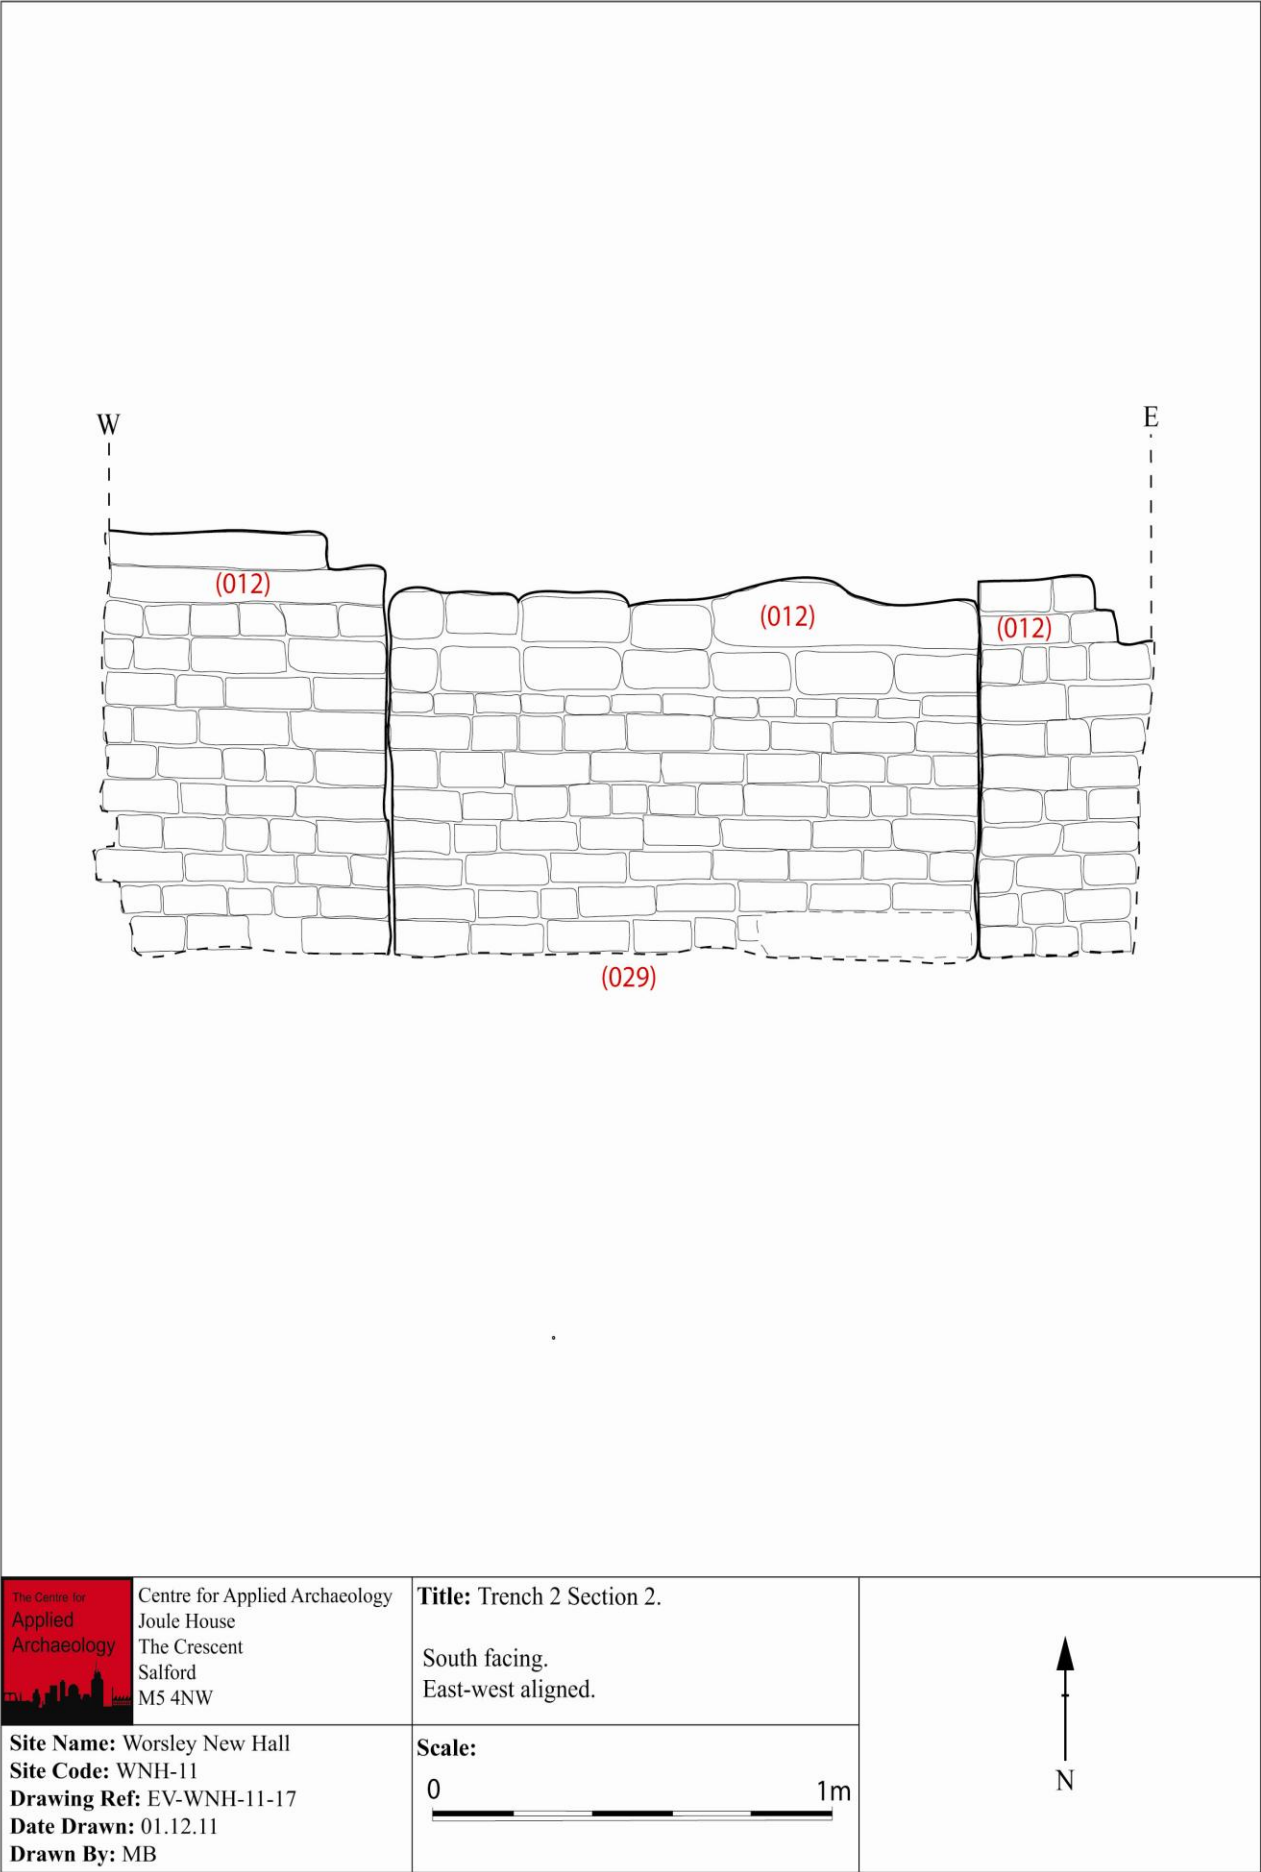 W
E
(012)
(012)
(012)
(029)
The Centre for
Applied
Archaeology
Centre for Applied Archaeology
Joule House
The Crescent
Salford
M5 4NW
Title: Trench 2 Section 2.
South facing.
East-west aligned.
Site Name: Worsley New Hall
Site Code: WNH-11
Drawing Ref: EV-WNH-11-17
Date Drawn: 01.12.11
Drawn By: MB
Scale:
0 1m
N